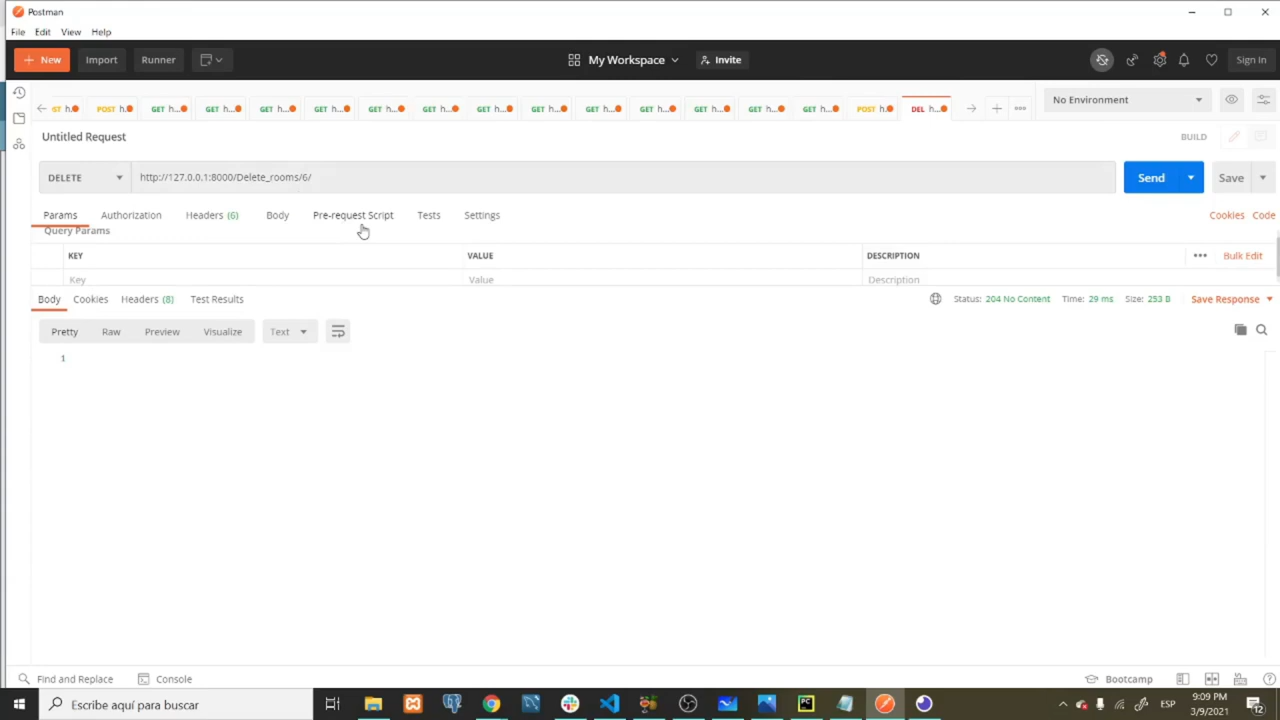 Postman
File Edit View Help
New Import Runner My Workspace Invite Sign In
ST h... POST h... GET h... GET h... GET h... GET h... GET h... GET h... GET h... GET h... GET h... GET h... GET h... GET h... GET h... POST h... DEL h... No Environment
Untitled Request BUILD
DELETE http://127.0.0.1:8000/Delete_rooms/6/ Send Save
Params Authorization Headers (6) Body Pre-request Script Tests Settings Cookies Code
Query Params
KEY VALUE DESCRIPTION Bulk Edit
Key Value Description
Body Cookies Headers (8) Test Results Status: 204 No Content Time: 29 ms Size: 253 B Save Response
Pretty Raw Preview Visualize Text
1
Find and Replace Console Bootcamp
Escribe aquí para buscar ESP 9:09 PM
3/9/2021 12